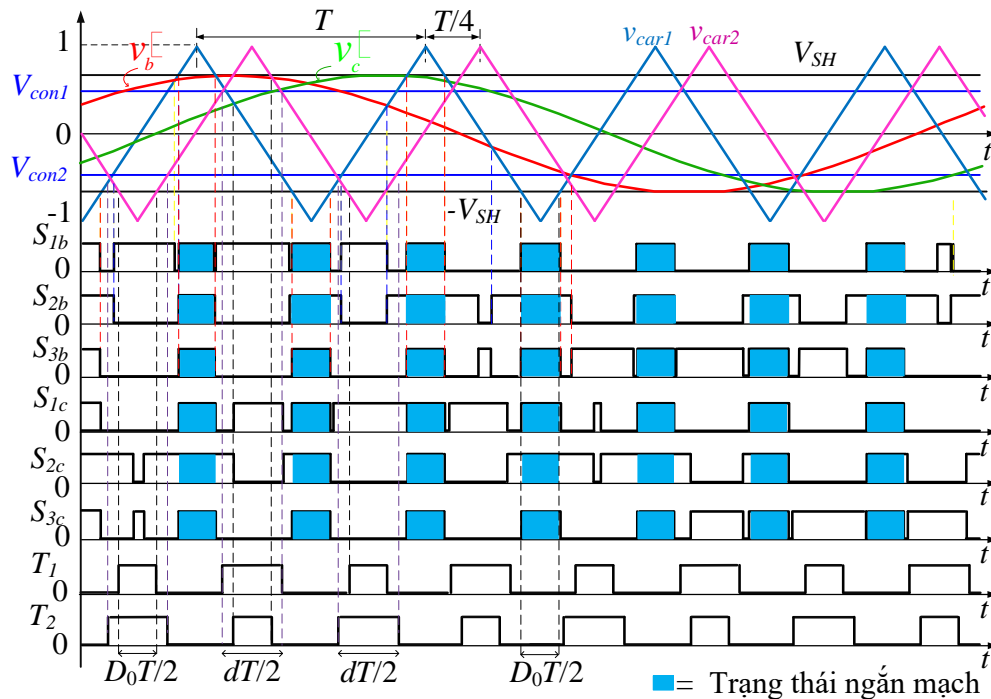 T
T/4
1
v_b
v_c
v_car1
v_car2
V_SH
V_con1
0
t
V_con2
-1
-V_SH
S_1b
0
t
S_2b
0
t
S_3b
0
t
S_1c
0
t
S_2c
0
t
S_3c
0
t
T_1
0
t
T_2
0
t
D_0T/2
dT/2
dT/2
D_0T/2
= Trạng thái ngắn mạch